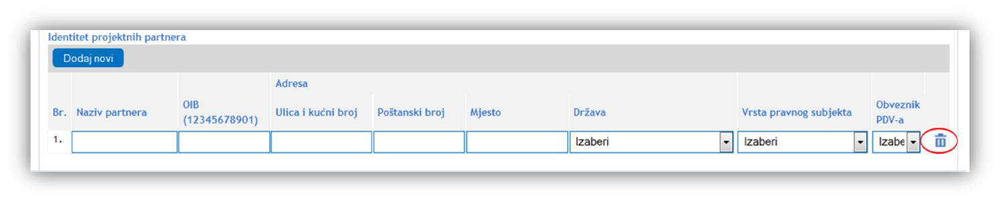 Identitet projektnih partnera
Dodaj novi
Adresa
Br. Naziv partnera OIB (12345678901) Ulica i kućni broj Poštanski broj Mjesto Država Vrsta pravnog subjekta Obveznik PDV-a
1. Izaberi Izaberi Izabe